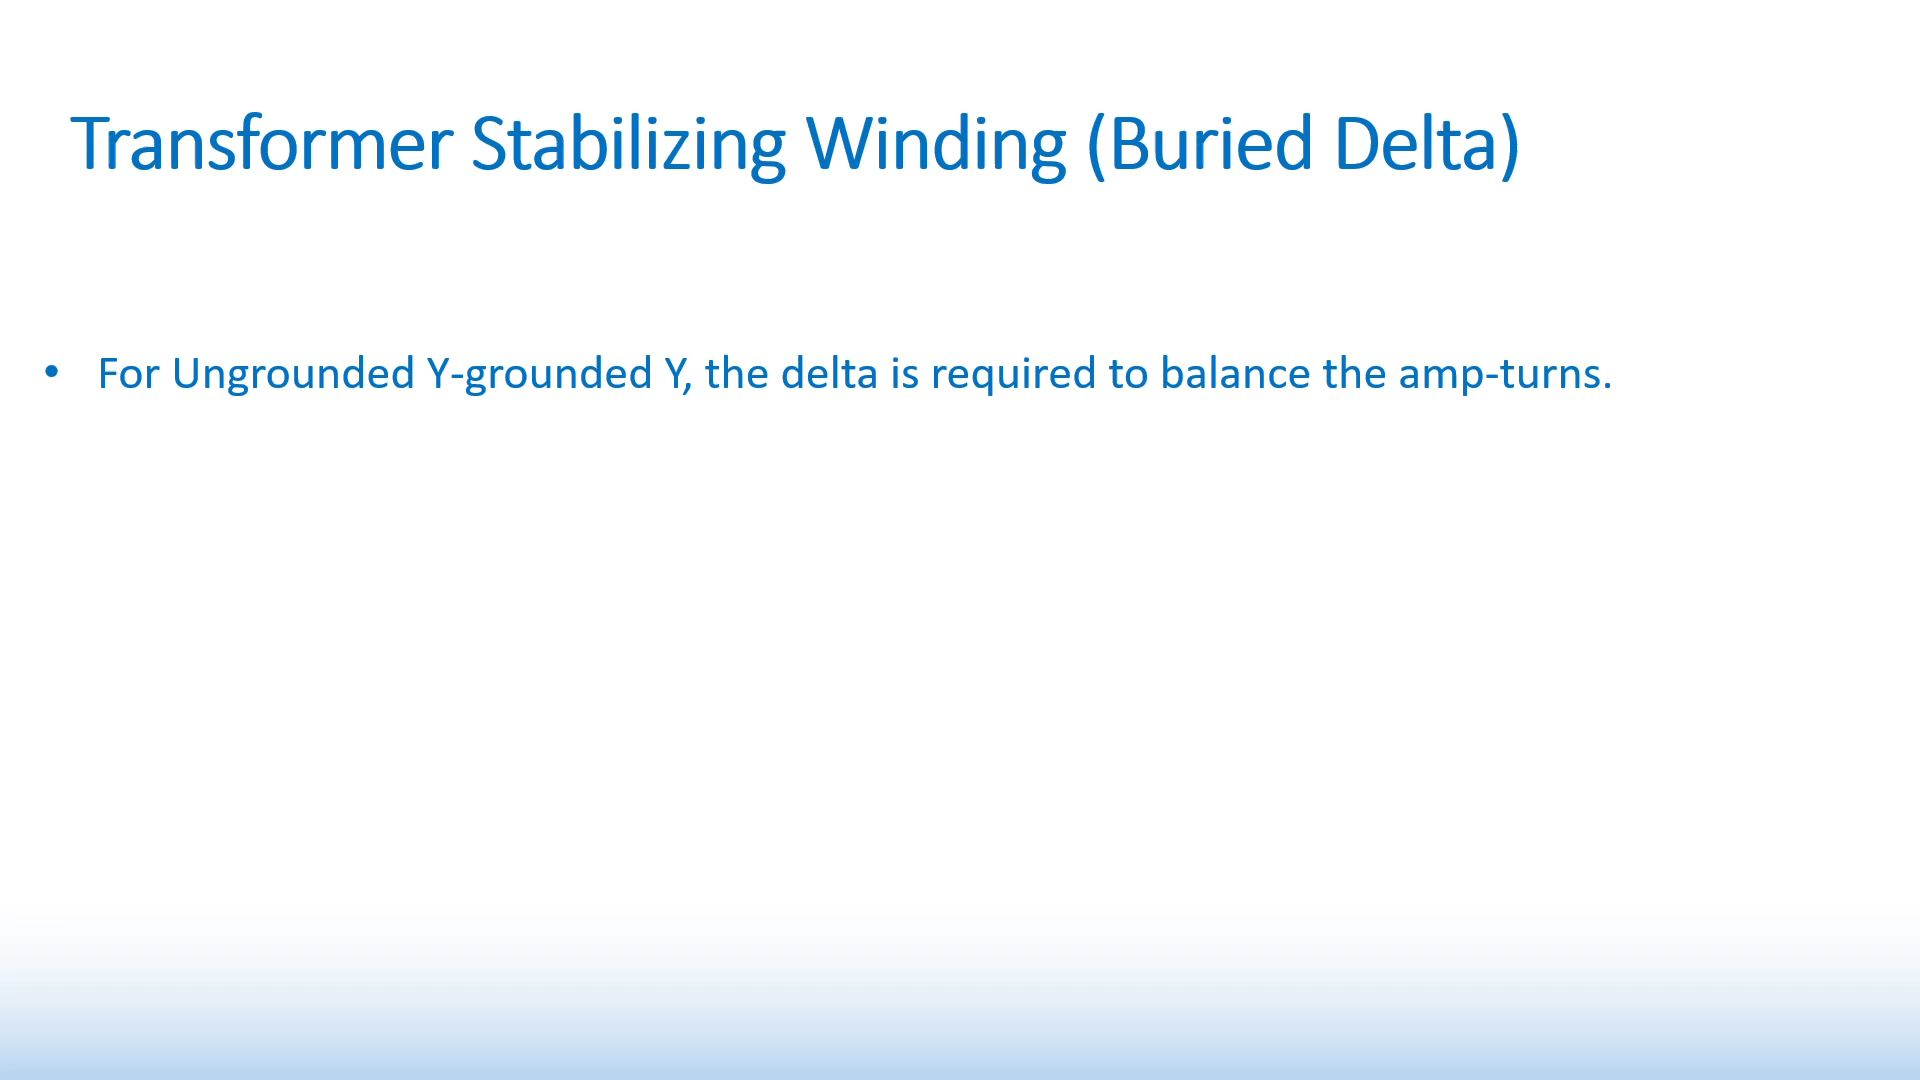 Transformer Stabilizing Winding (Buried Delta)
• For Ungrounded Y-grounded Y, the delta is required to balance the amp-turns.